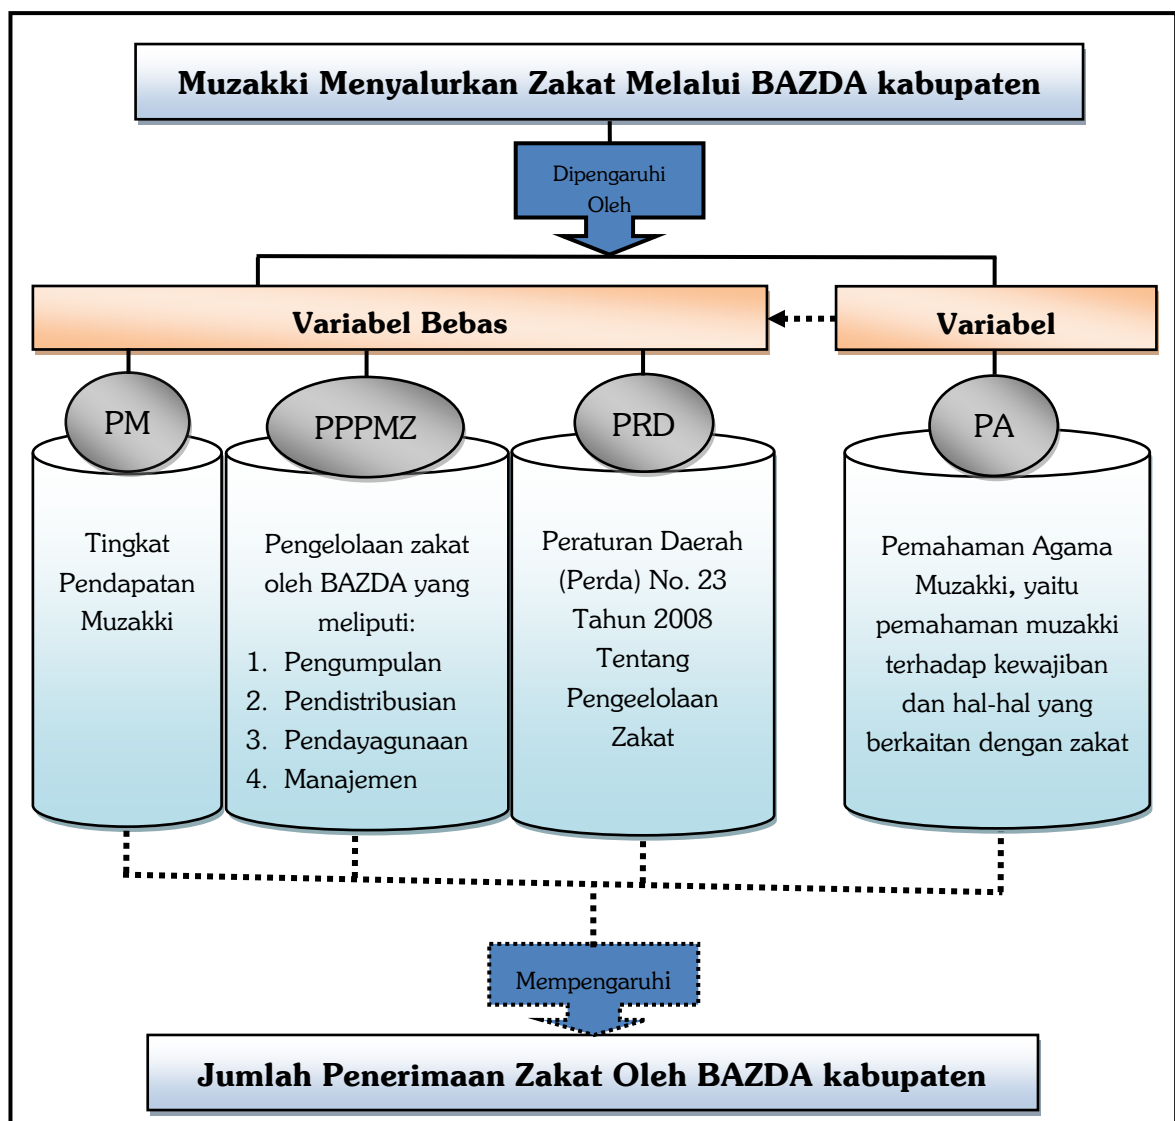 Muzakki Menyalurkan Zakat Melalui BAZDA kabupaten
Dipengaruhi
Oleh
Variabel Bebas
Variabel
PM
PPPMZ
PRD
PA
Tingkat
Pendapatan
Muzakki
Pengelolaan zakat
oleh BAZDA yang
meliputi:
1. Pengumpulan
2. Pendistribusian
3. Pendayagunaan
4. Manajemen
Peraturan Daerah
(Perda) No. 23
Tahun 2008
Tentang
Pengeelolaan
Zakat
Pemahaman Agama
Muzakki, yaitu
pemahaman muzakki
terhadap kewajiban
dan hal-hal yang
berkaitan dengan zakat
Mempengaruhi
Jumlah Penerimaan Zakat Oleh BAZDA kabupaten